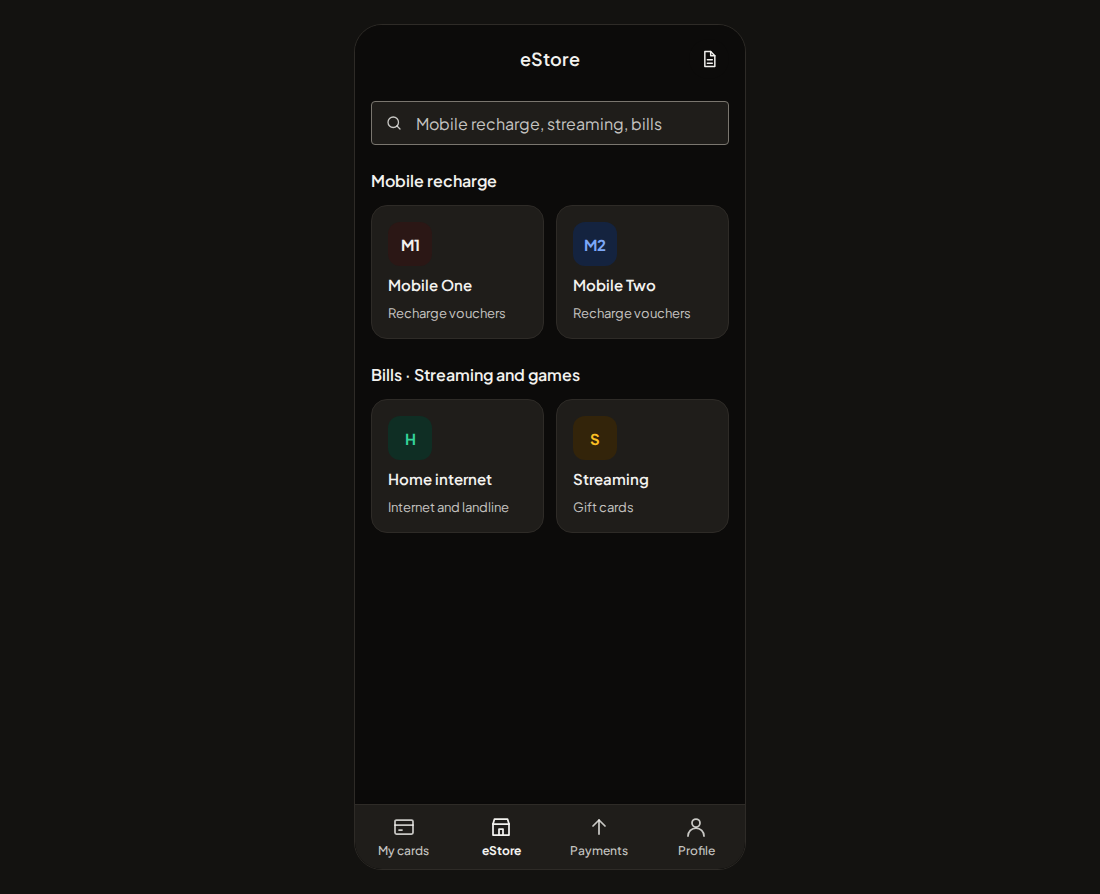 eStore
Mobile recharge, streaming, bills
Mobile recharge
M1
Mobile One
Recharge vouchers
M2
Mobile Two
Recharge vouchers
Bills · Streaming and games
H
Home internet
Internet and landline
S
Streaming
Gift cards
My cards
eStore
Payments
Profile